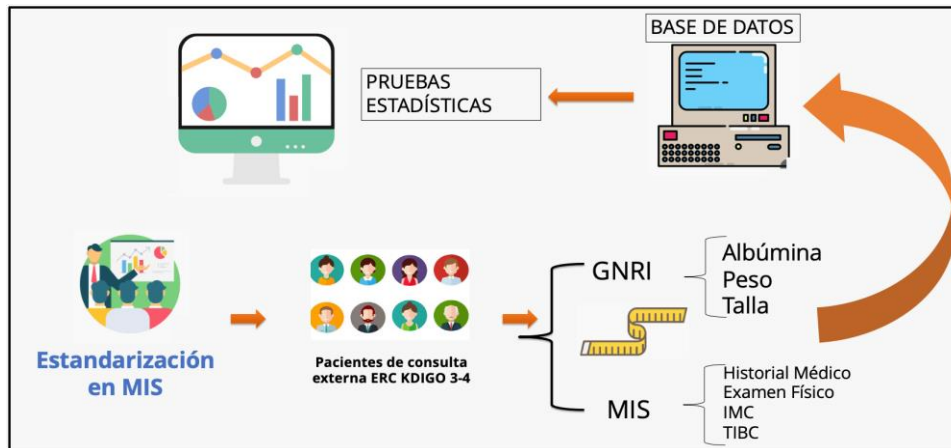 BASE DE DATOS
PRUEBAS
ESTADÍSTICAS
Estandarización
en MIS
Pacientes de consulta
externa ERC KDIGO 3-4
GNRI
Albúmina
Peso
Talla
MIS
Historial Médico
Examen Físico
IMC
TIBC